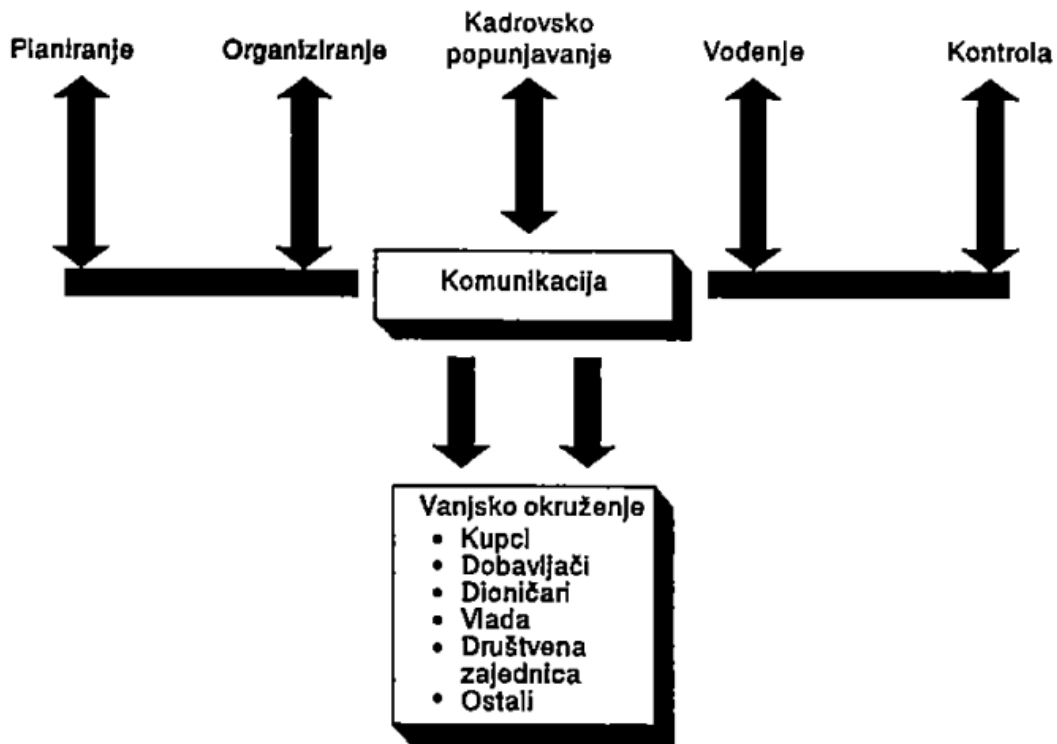 Planiranje
Organiziranje
Kadrovsko
popunjavanje
Vođenje
Kontrola
Komunikacija
Vanjsko okruženje
• Kupci
• Dobavljači
• Dioničari
• Vlada
• Društvena
zajednica
• Ostali